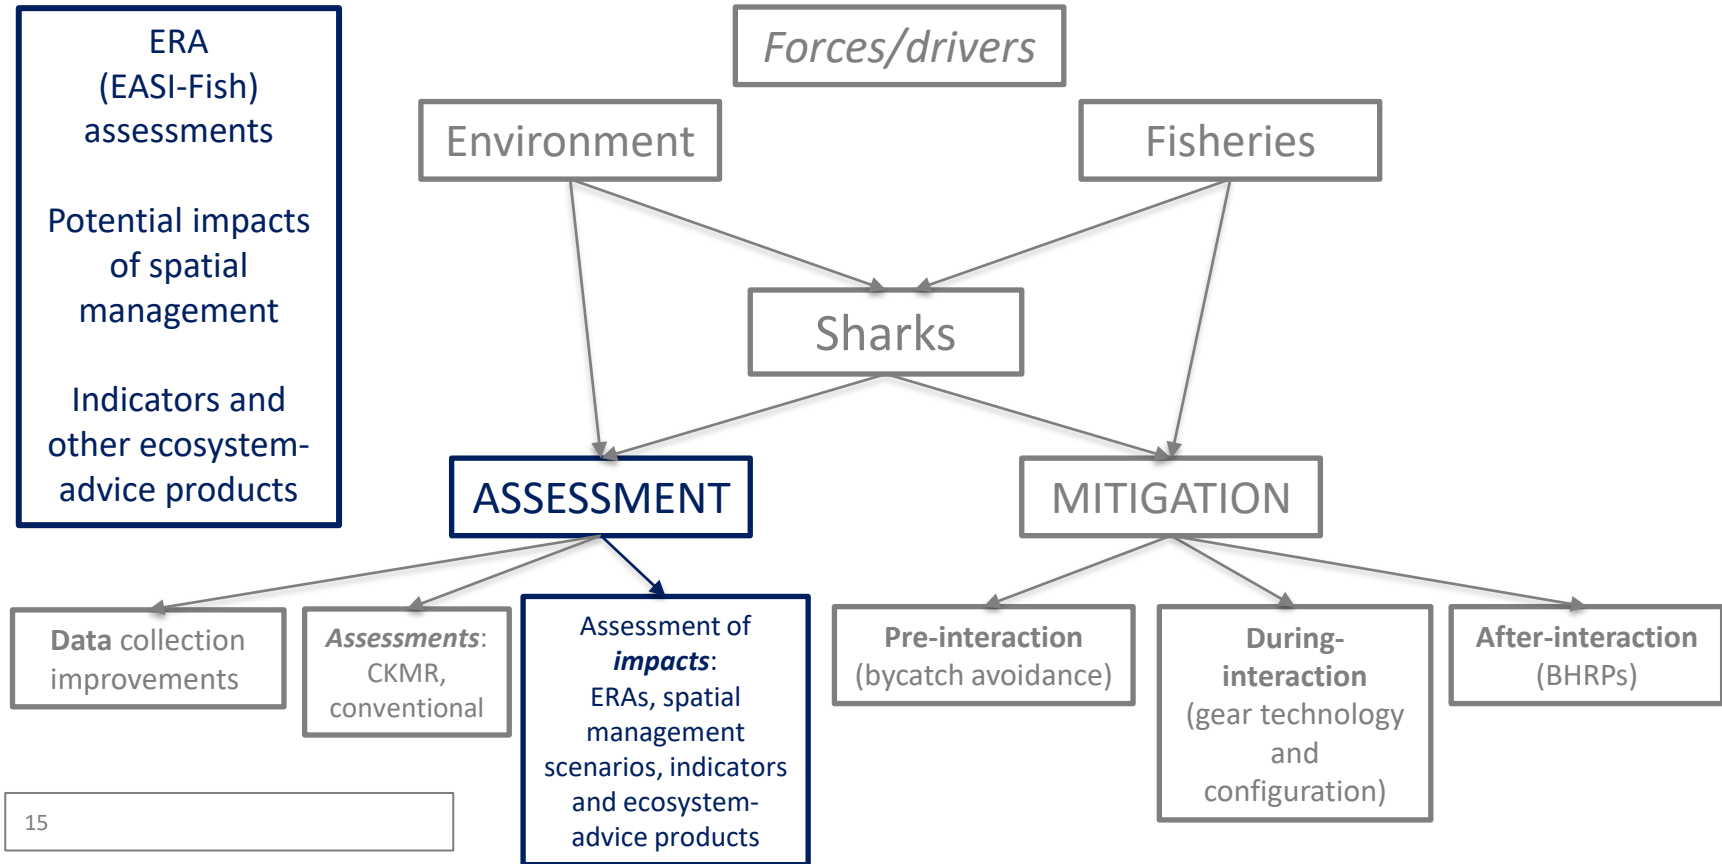 ERA
(EASI-Fish)
assessments
Potential impacts
of spatial
management
Indicators and
other ecosystem-
advice products
Forces/drivers
Environment
Fisheries
Sharks
ASSESSMENT
MITIGATION
Data collection
improvements
Assessments:
CKMR,
conventional
Assessment of
impacts:
ERAs, spatial
management
scenarios, indicators
and ecosystem-
advice products
Pre-interaction
(bycatch avoidance)
During-
interaction
(gear technology
and
configuration)
After-interaction
(BHRPs)
15